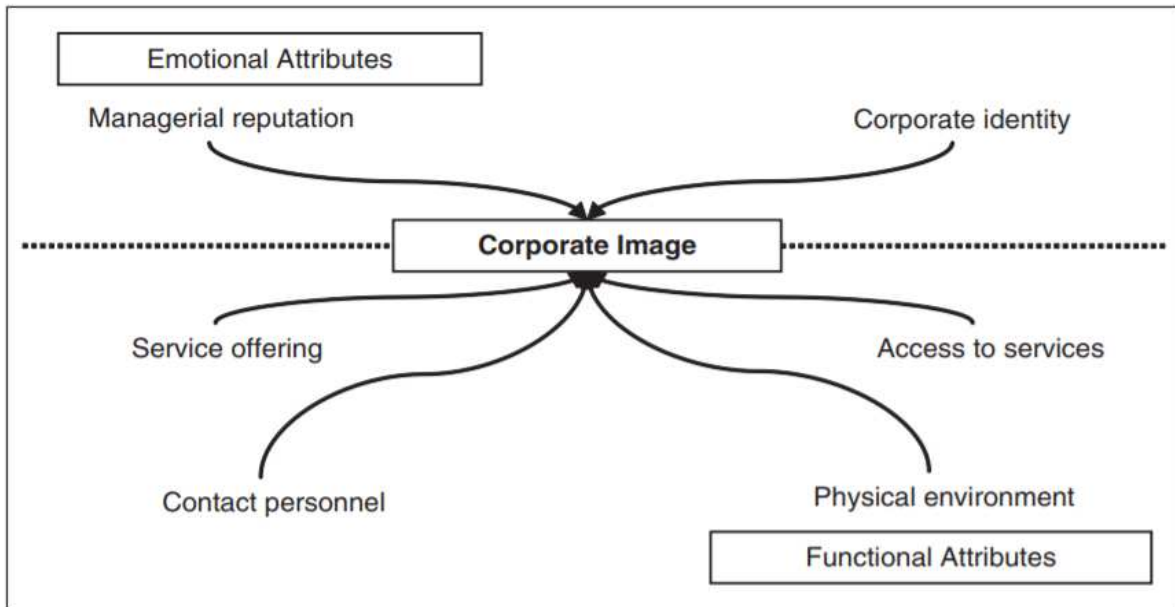 Emotional Attributes
Managerial reputation
Corporate identity
Corporate Image
Service offering
Access to services
Contact personnel
Physical environment
Functional Attributes